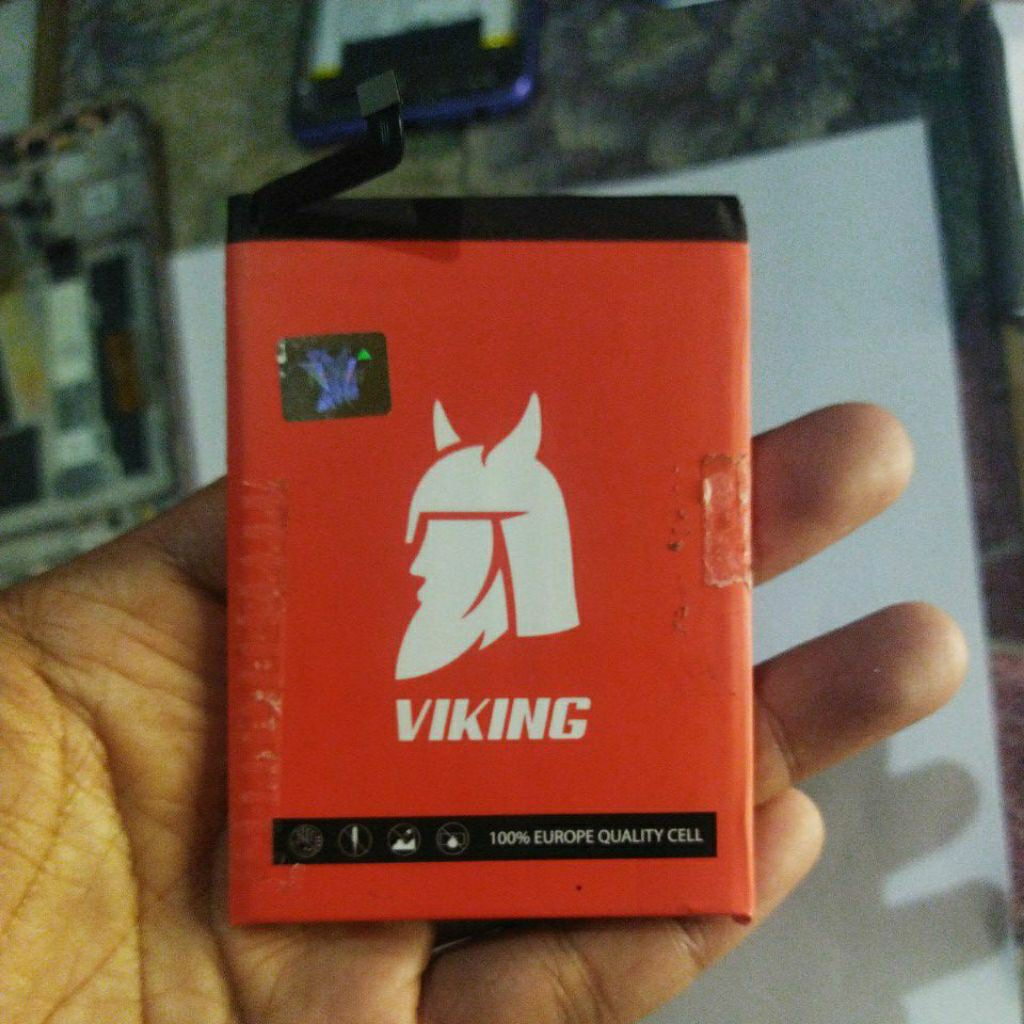 VIKING
100% EUROPE QUALITY CELL